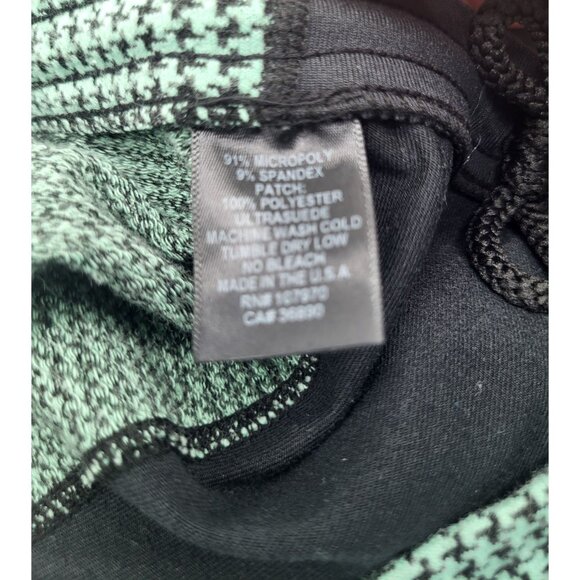 91% MICROPOLY
9% SPANDEX
PATCH:
100% POLYESTER
ULTRASUEDE
MACHINE WASH COLD
TUMBLE DRY LOW
NO BLEACH
MADE IN THE U.S.A
RN# 107970
CA# 36890